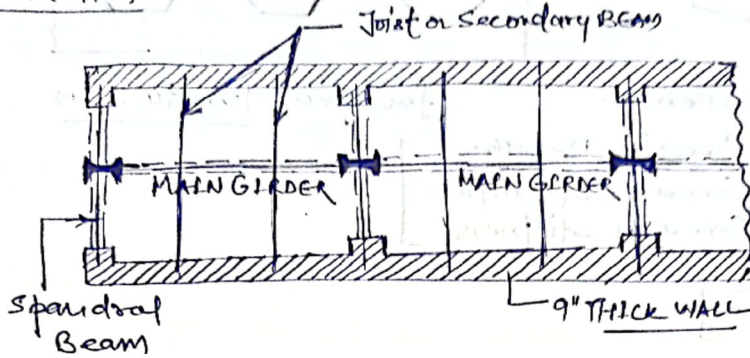 Joist or Secondary BEAM
MAIN GIRDER
MAIN GIRDER
Spandral
Beam
9" THICK WALL